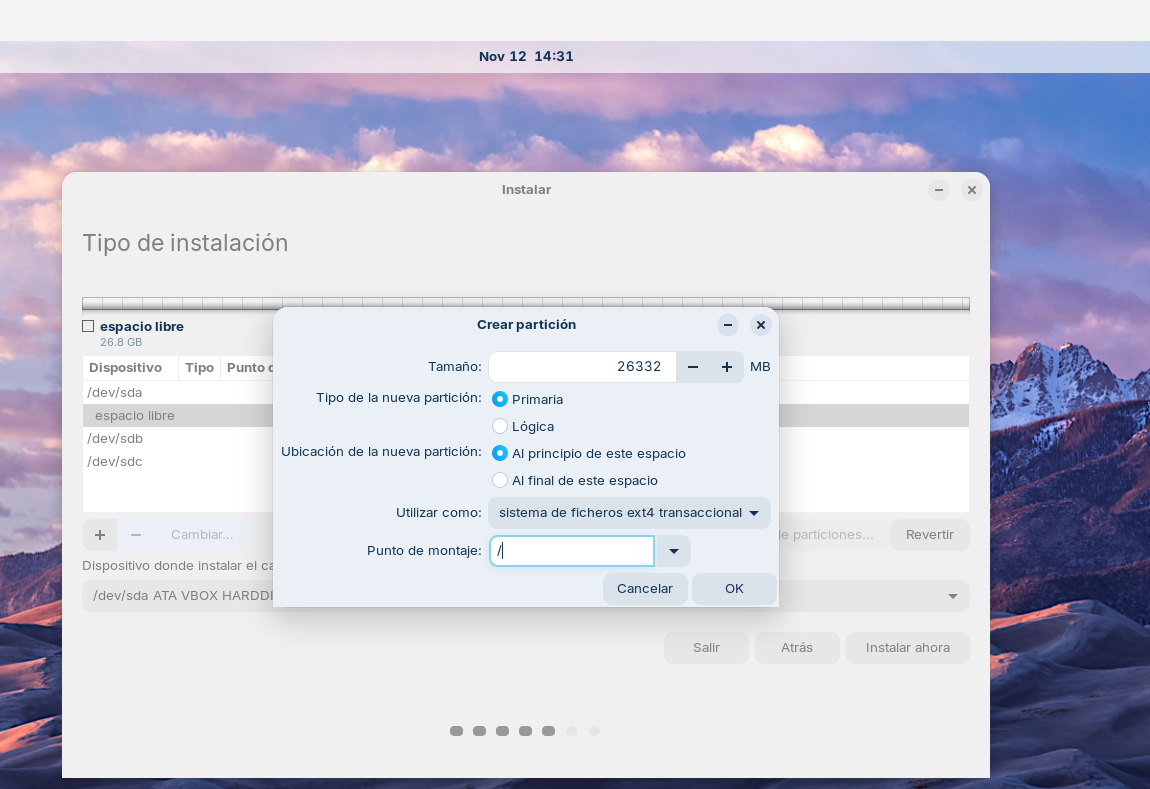 Nov 12 14:31
Instalar
Tipo de instalación
espacio libre
26.8 GB
Dispositivo Tipo Punto d
/dev/sda
espacio libre
/dev/sdb
/dev/sdc
Cambiar...
de particiones...
Revertir
Dispositivo donde instalar el ca
/dev/sda ATA VBOX HARDDI
Salir
Atrás
Instalar ahora
Crear partición
Tamaño: 26332 MB
Tipo de la nueva partición: Primaria
Lógica
Ubicación de la nueva partición: Al principio de este espacio
Al final de este espacio
Utilizar como: sistema de ficheros ext4 transaccional
Punto de montaje: /
Cancelar
OK